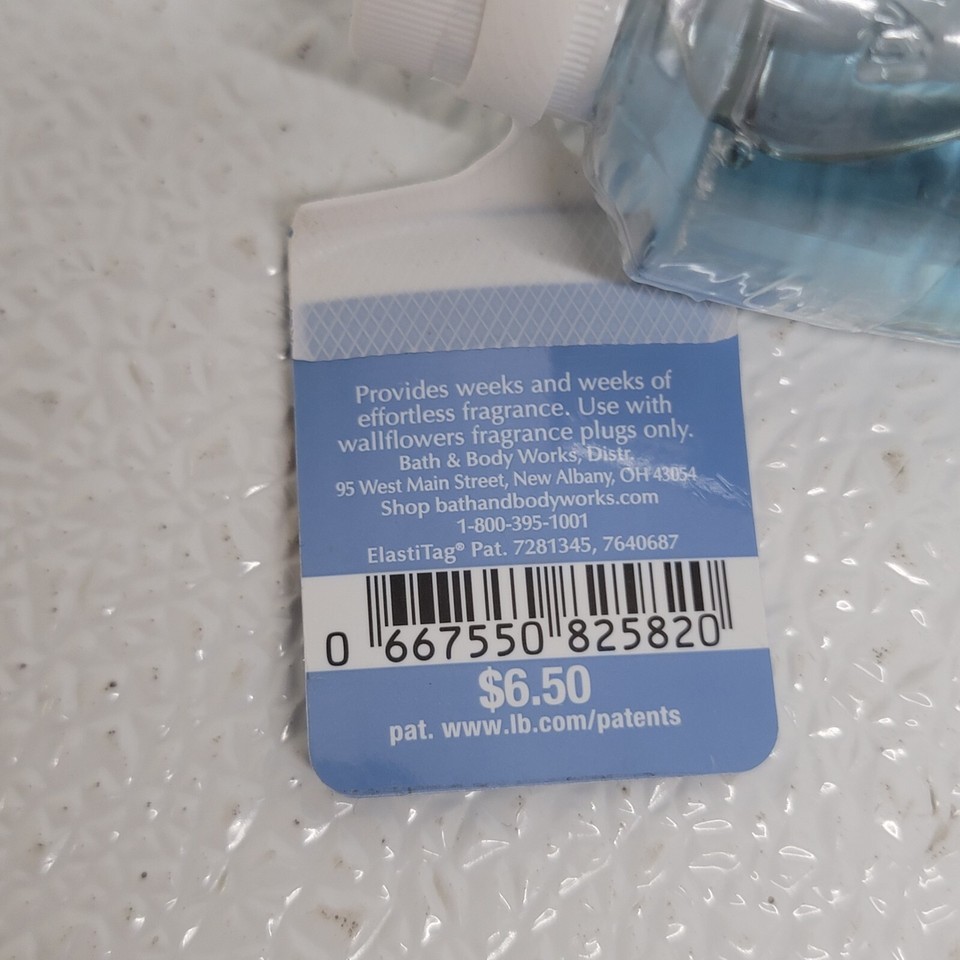 Provides weeks and weeks of
effortless fragrance. Use with
wallflowers fragrance plugs only.
Bath & Body Works, Distr.
95 West Main Street, New Albany, OH 43054
Shop bathandbodyworks.com
1-800-395-1001
ElastiTag® Pat. 7281345, 7640687
0 667550 825820
$6.50
pat. www.lb.com/patents